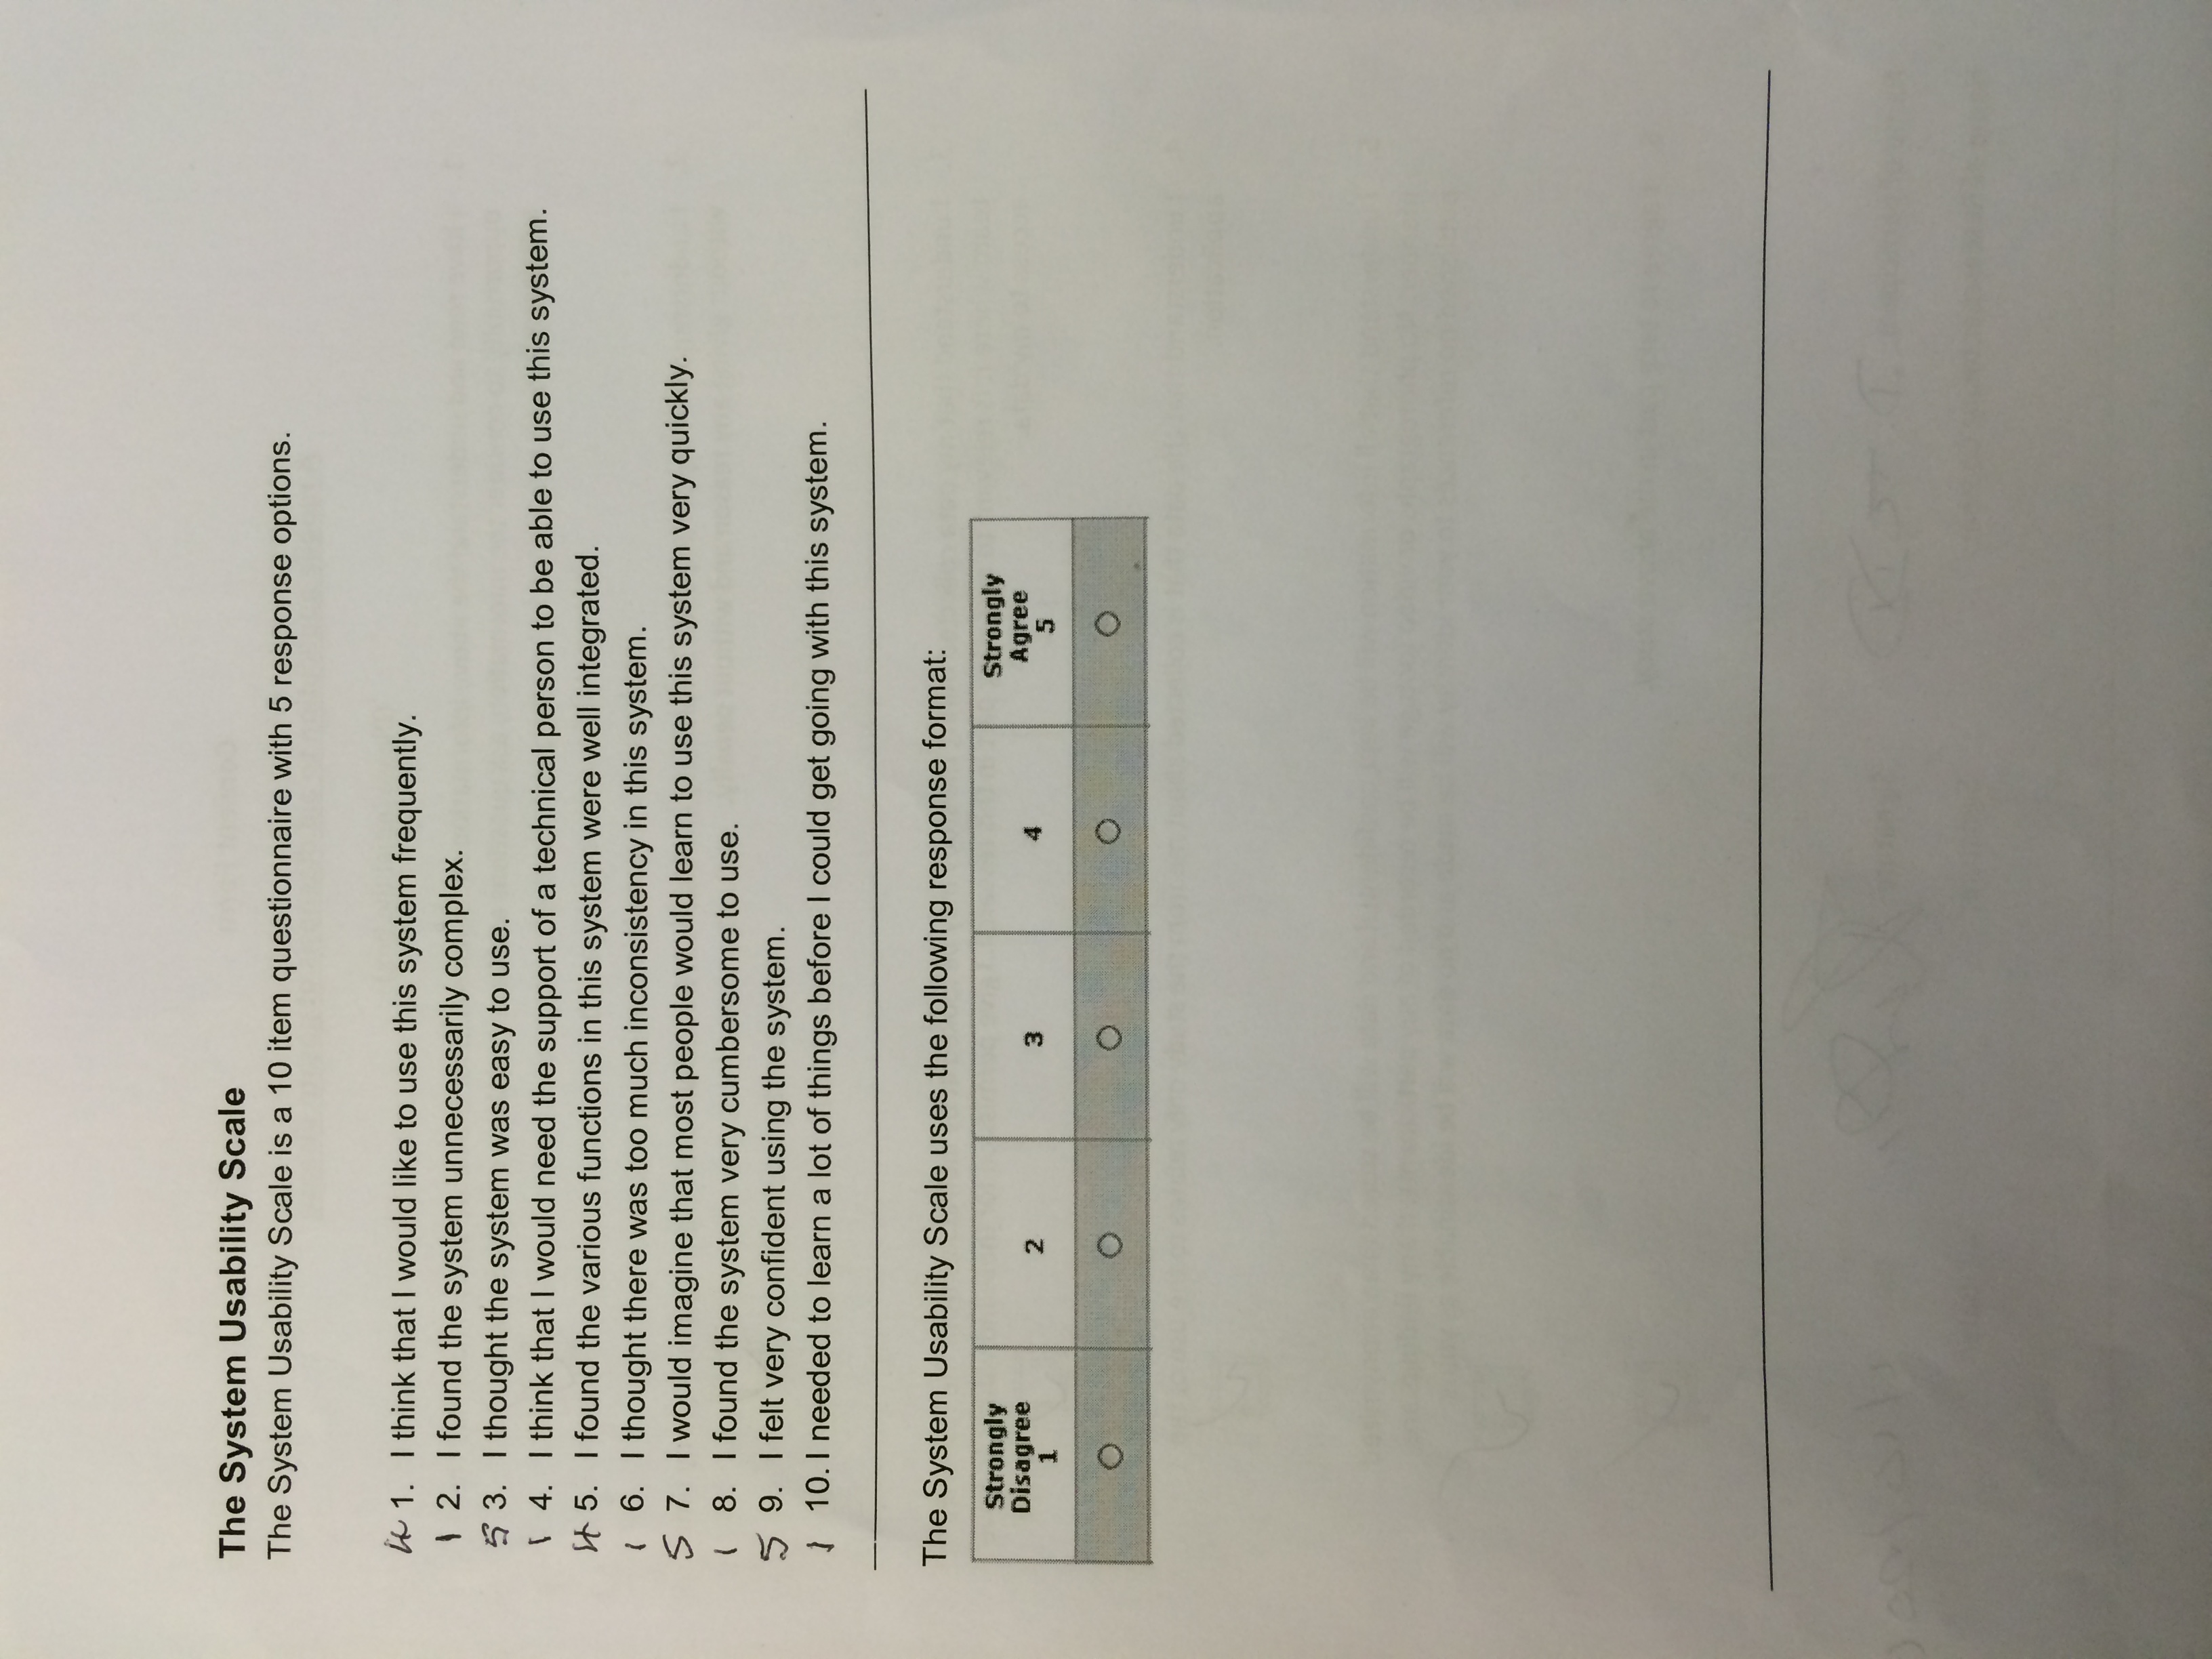 The System Usability Scale
The System Usability Scale is a 10 item questionnaire with 5 response options.
4 1. I think that I would like to use this system frequently.
1 2. I found the system unnecessarily complex.
5 3. I thought the system was easy to use.
1 4. I think that I would need the support of a technical person to be able to use this system.
4 5. I found the various functions in this system were well integrated.
1 6. I thought there was too much inconsistency in this system.
5 7. I would imagine that most people would learn to use this system very quickly.
1 8. I found the system very cumbersome to use.
5 9. I felt very confident using the system.
1 10. I needed to learn a lot of things before I could get going with this system.
The System Usability Scale uses the following response format:
Strongly Disagree 1 2 3 4 Strongly Agree 5